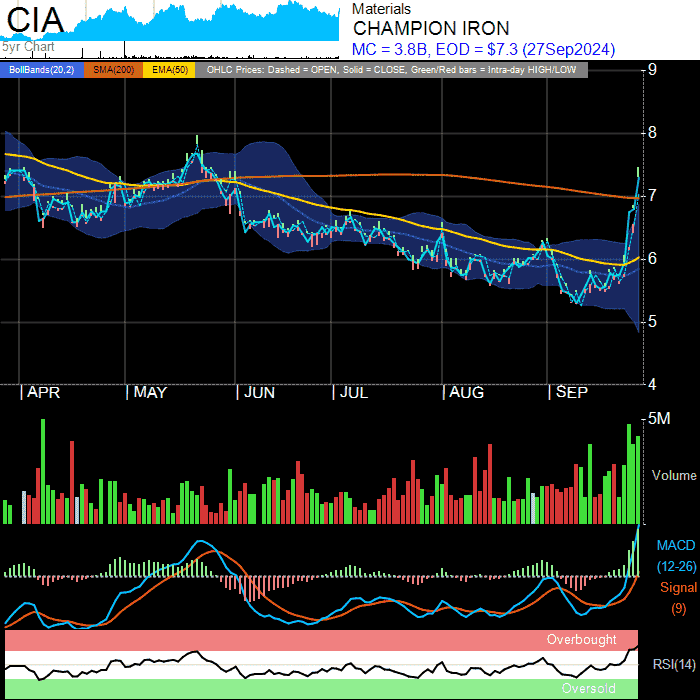 CIA
5yr Chart
Materials
CHAMPION IRON
MC = 3.8B, EOD = $7.3 (27Sep2024)
BollBands(20,2) SMA(200) EMA(50) OHLC Prices: Dashed = OPEN, Solid = CLOSE, Green/Red bars = Intra-day HIGH/LOW
9
8
7
6
5
4
| APR | MAY | JUN | JUL | AUG | SEP
5M
Volume
MACD
(12-26)
Signal
(9)
Overbought
RSI(14)
Oversold